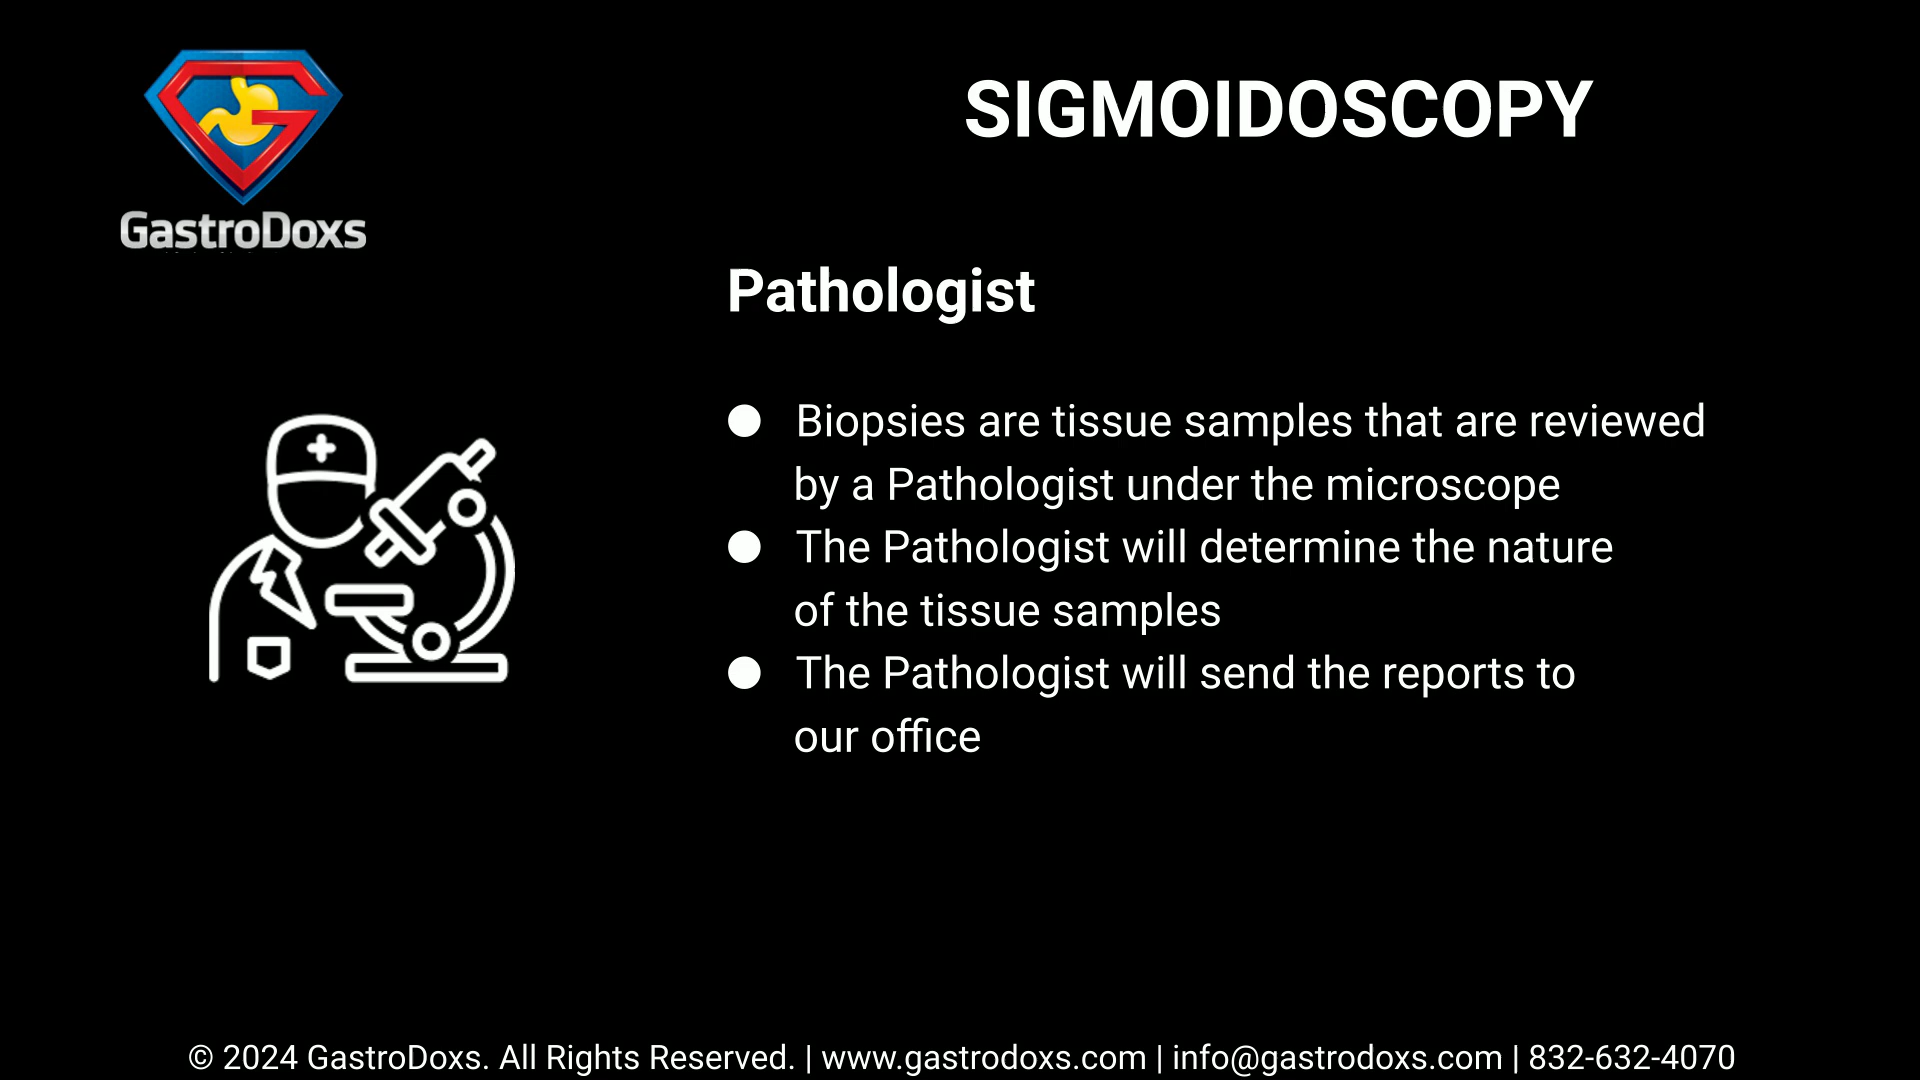 GastroDoxs
SIGMOIDOSCOPY
Pathologist
● Biopsies are tissue samples that are reviewed
by a Pathologist under the microscope
● The Pathologist will determine the nature
of the tissue samples
● The Pathologist will send the reports to
our office
© 2024 GastroDoxs. All Rights Reserved. | www.gastrodoxs.com | info@gastrodoxs.com | 832-632-4070